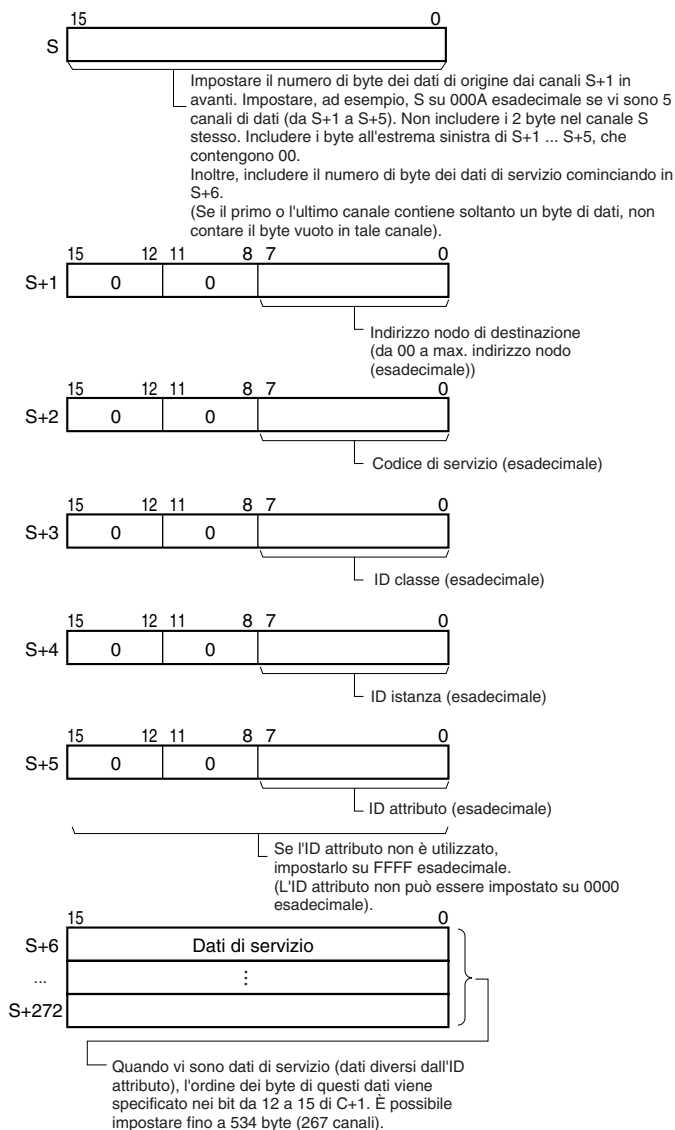 15 0
S
Impostare il numero di byte dei dati di origine dai canali S+1 in
avanti. Impostare, ad esempio, S su 000A esadecimale se vi sono 5
canali di dati (da S+1 a S+5). Non includere i 2 byte nel canale S
stesso. Includere i byte all'estrema sinistra di S+1 ... S+5, che
contengono 00.
Inoltre, includere il numero di byte dei dati di servizio cominciando in
S+6.
(Se il primo o l'ultimo canale contiene soltanto un byte di dati, non
contare il byte vuoto in tale canale).
15 12 11 8 7 0
S+1 0 0
Indirizzo nodo di destinazione
(da 00 a max. indirizzo nodo
(esadecimale))
15 12 11 8 7 0
S+2 0 0
Codice di servizio (esadecimale)
15 12 11 8 7 0
S+3 0 0
ID classe (esadecimale)
15 12 11 8 7 0
S+4 0 0
ID istanza (esadecimale)
15 12 11 8 7 0
S+5 0 0
ID attributo (esadecimale)
Se l'ID attributo non è utilizzato,
impostarlo su FFFF esadecimale.
(L'ID attributo non può essere impostato su 0000
esadecimale).
15 0
S+6 Dati di servizio
... ⋮
S+272
Quando vi sono dati di servizio (dati diversi dall'ID
attributo), l'ordine dei byte di questi dati viene
specificato nei bit da 12 a 15 di C+1. È possibile
impostare fino a 534 byte (267 canali).